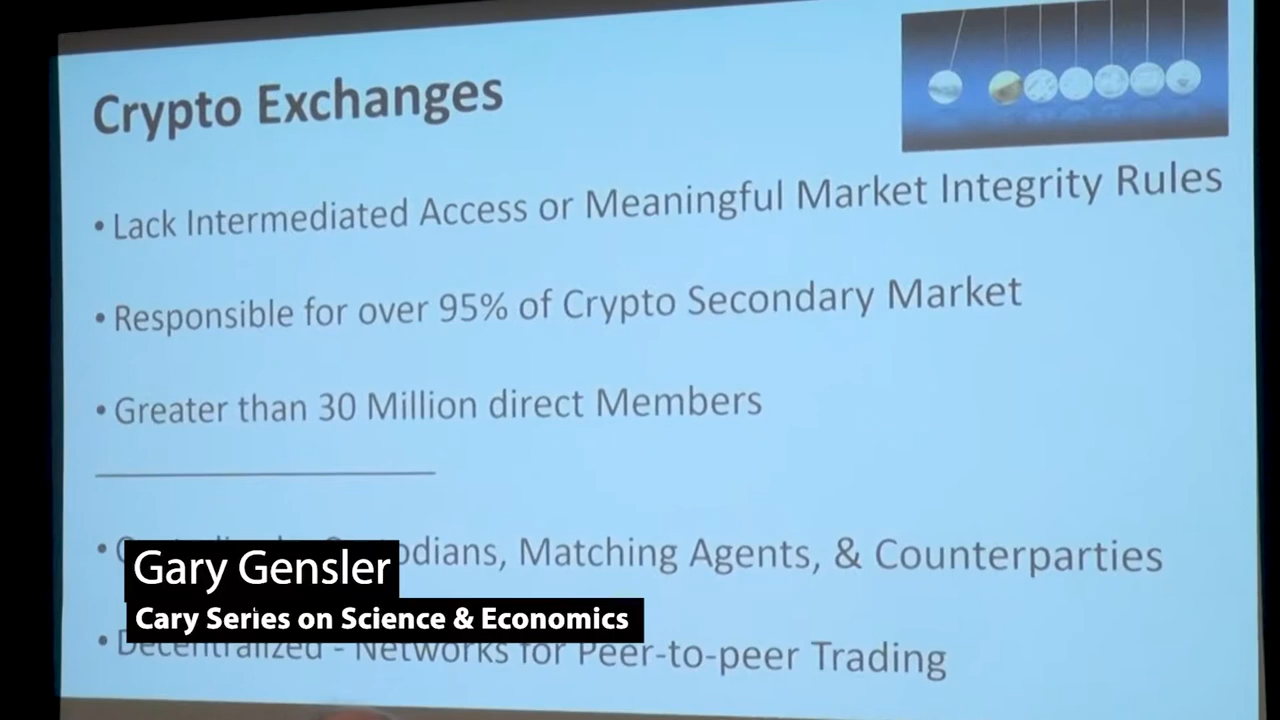 Crypto Exchanges
• Lack Intermediated Access or Meaningful Market Integrity Rules
• Responsible for over 95% of Crypto Secondary Market
• Greater than 30 Million direct Members
• Custodians, Matching Agents, & Counterparties
Gary Gensler
Cary Series on Science & Economics
• Decentralized - Networks for Peer-to-peer Trading